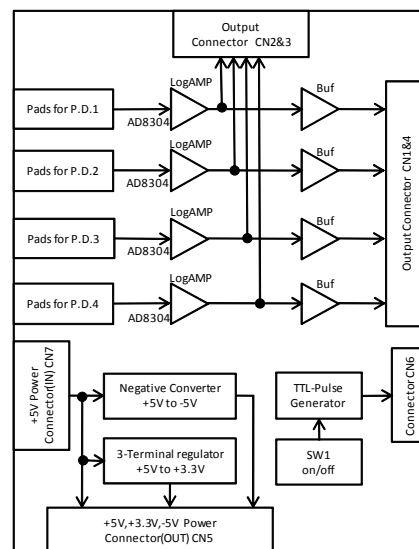 Output
Connector CN2&3
LogAMP
Buf
Pads for P.D.1
AD8304
LogAMP
Buf
Pads for P.D.2
AD8304
LogAMP
Buf
Pads for P.D.3
AD8304
LogAMP
Buf
Pads for P.D.4
AD8304
Output Connector CN1&4
+5V Power
Connector(IN) CN7
Negative Converter
+5V to -5V
3-Terminal regulator
+5V to +3.3V
+5V,+3.3V,-5V Power
Connector(OUT) CN5
TTL-Pulse
Generator
SW1
on/off
Connector CN6